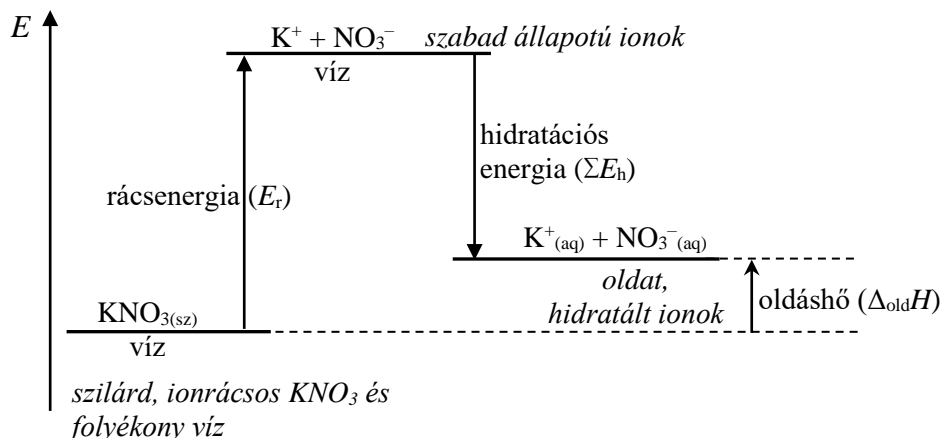 E
K⁺ + NO₃⁻ szabad állapotú ionok
víz
hidratációs
energia (ΣEₕ)
rácsenergia (Eᵣ)
K⁺(aq) + NO₃⁻(aq)
oldat,
hidratált ionok
oldáshő (ΔoldH)
KNO₃(sz)
víz
szilárd, ionrácsos KNO₃ és
folyékony víz